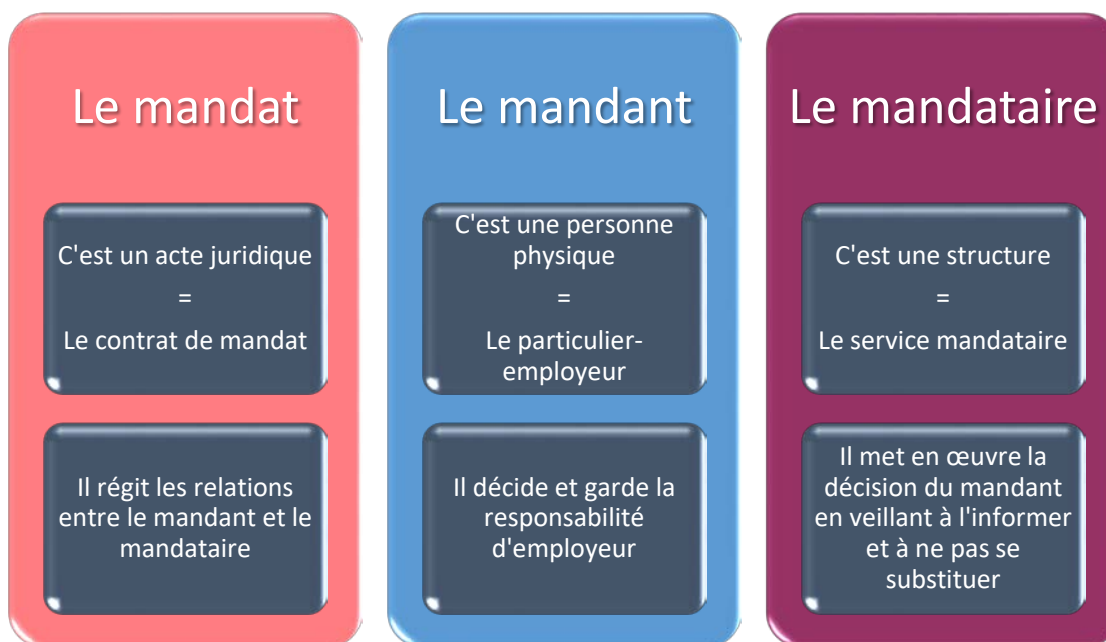 Le mandat
C'est un acte juridique
=
Le contrat de mandat
Il régit les relations
entre le mandant et le
mandataire
Le mandant
C'est une personne
physique
=
Le particulier-
employeur
Il décide et garde la
responsabilité
d'employeur
Le mandataire
C'est une structure
=
Le service mandataire
Il met en œuvre la
décision du mandant
en veillant à l'informer
et à ne pas se
substituer